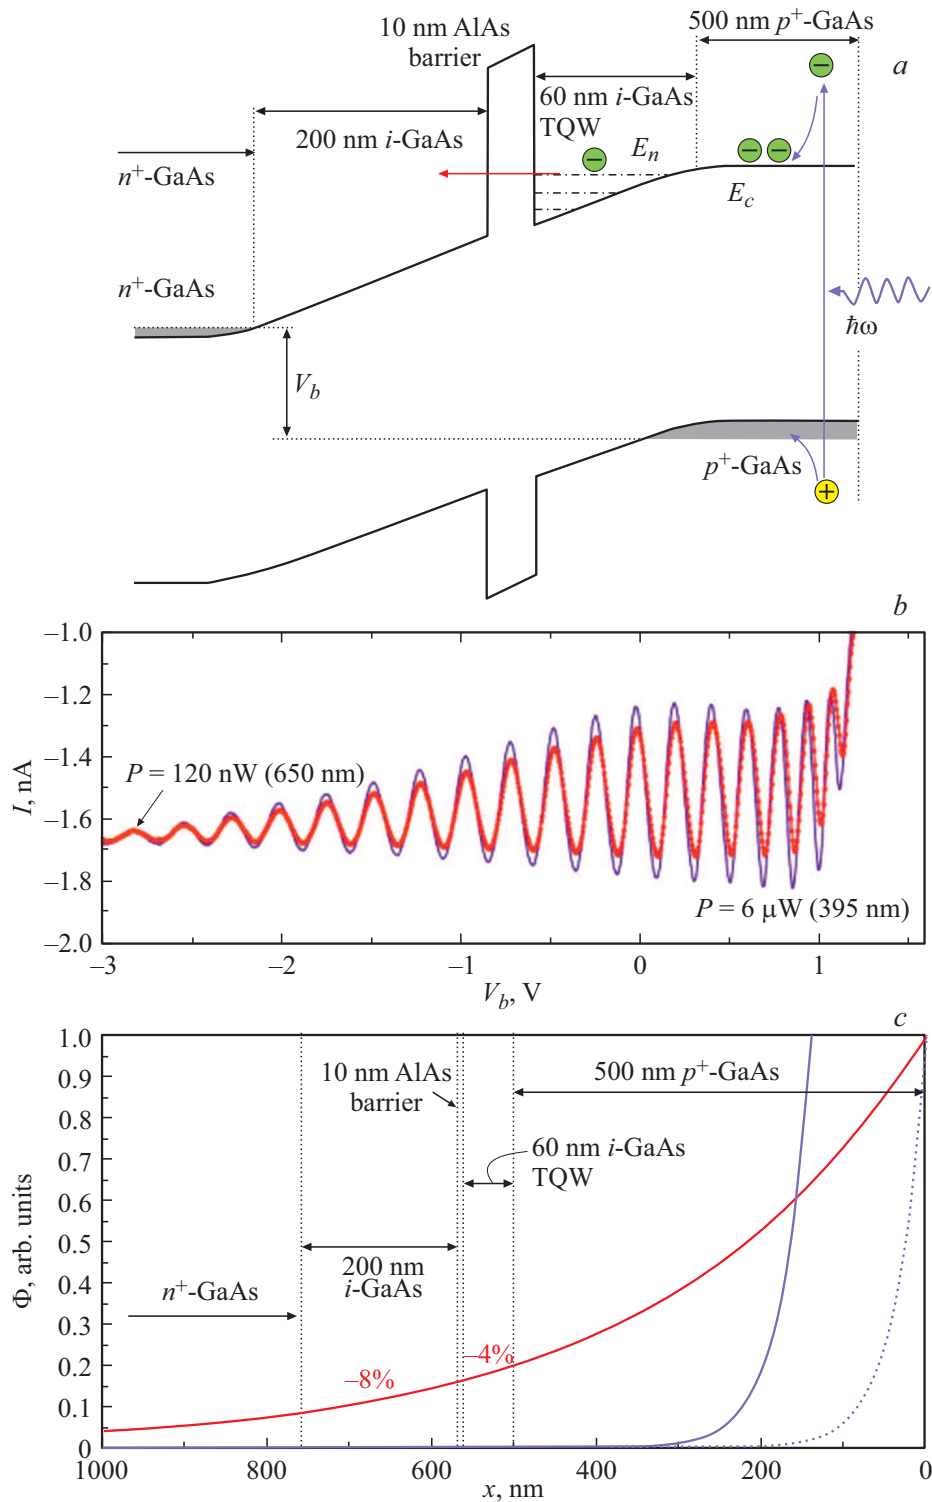 10 nm AlAs
barrier
500 nm p⁺-GaAs
a
60 nm i-GaAs
TQW
200 nm i-GaAs
Eₙ
n⁺-GaAs
E_c
n⁺-GaAs
ħω
V_b
p⁺-GaAs
b
–1.0
–1.2
–1.4
–1.6
–1.8
–2.0
I, nA
P = 120 nW (650 nm)
P = 6 μW (395 nm)
–3
–2
–1
0
1
V_b, V
c
1.0
0.9
0.8
0.7
0.6
0.5
0.4
0.3
0.2
0.1
0
Φ, arb. units
10 nm AlAs
barrier
500 nm p⁺-GaAs
60 nm i-GaAs
TQW
200 nm
i-GaAs
n⁺-GaAs
–4%
–8%
1000
800
600
400
200
0
x, nm